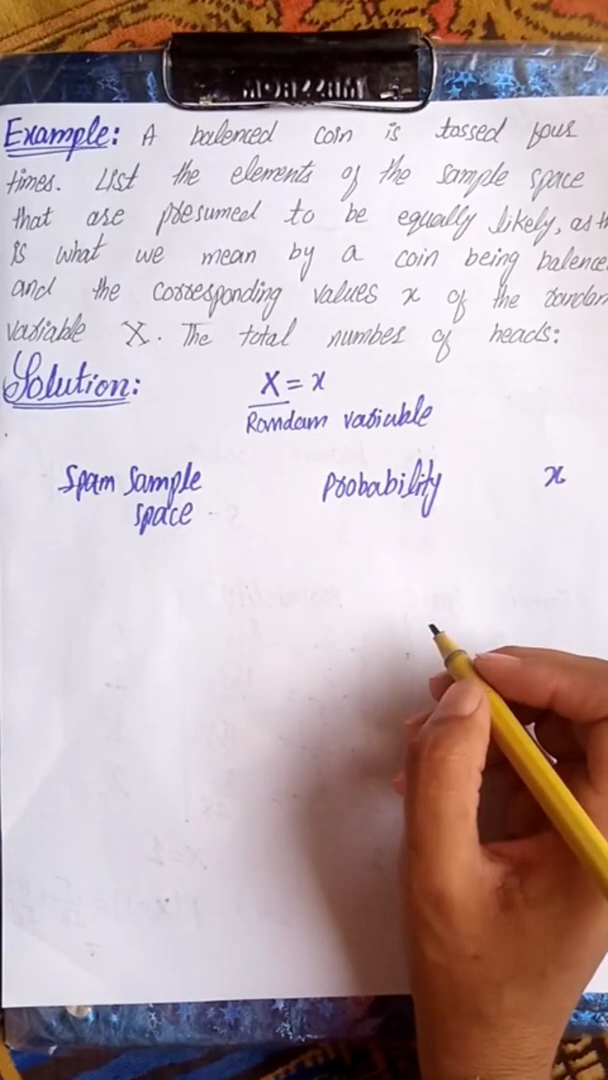 MOAZZAM
Example: A balenced coin is tossed four
times. List the elements of the sample space
that are presumed to be equally likely, as th
is what we mean by a coin being balence
and the corresponding values x of the random
variable X. The total number of heads:
Solution: X = x
Random variable
Spam Sample Probability x
space